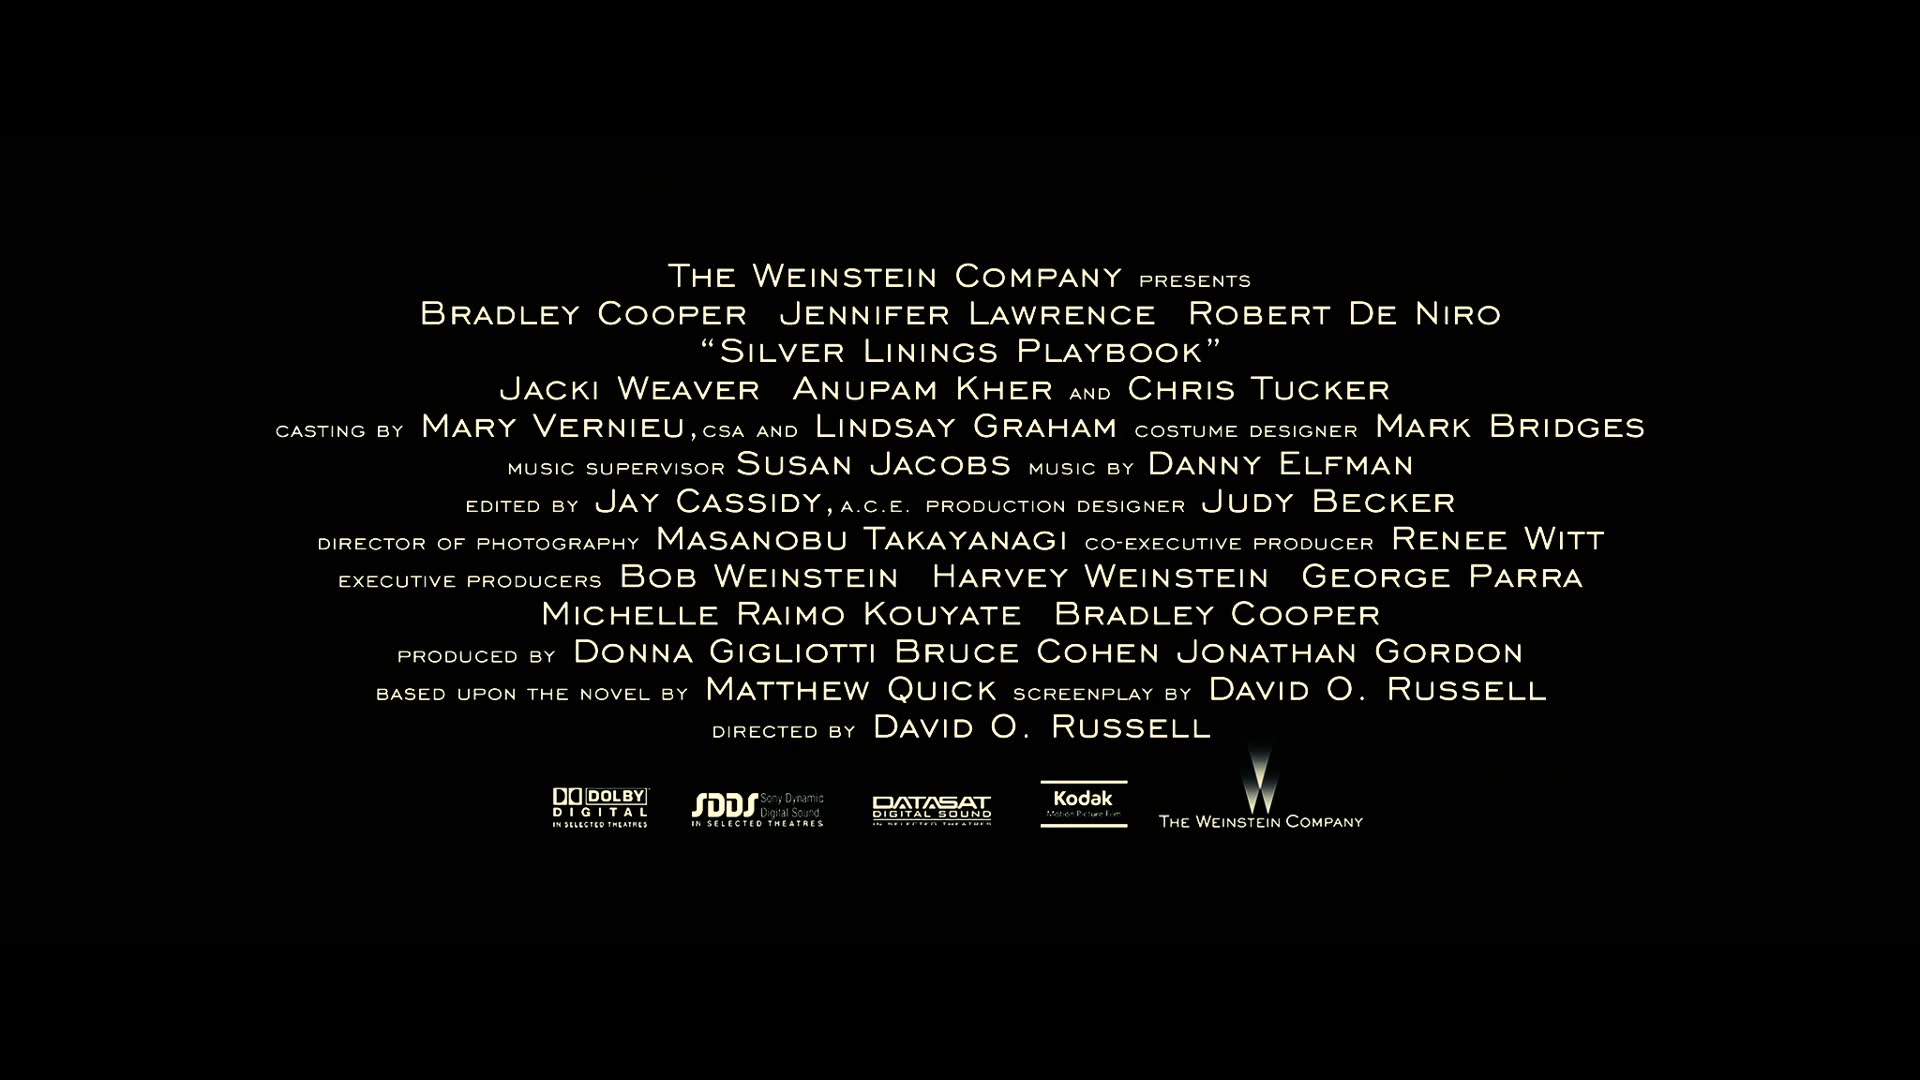 THE WEINSTEIN COMPANY PRESENTS
BRADLEY COOPER JENNIFER LAWRENCE ROBERT DE NIRO
“SILVER LININGS PLAYBOOK”
JACKI WEAVER ANUPAM KHER AND CHRIS TUCKER
CASTING BY MARY VERNIEU, CSA AND LINDSAY GRAHAM COSTUME DESIGNER MARK BRIDGES
MUSIC SUPERVISOR SUSAN JACOBS MUSIC BY DANNY ELFMAN
EDITED BY JAY CASSIDY, A.C.E. PRODUCTION DESIGNER JUDY BECKER
DIRECTOR OF PHOTOGRAPHY MASANOBU TAKAYANAGI CO-EXECUTIVE PRODUCER RENEE WITT
EXECUTIVE PRODUCERS BOB WEINSTEIN HARVEY WEINSTEIN GEORGE PARRA
MICHELLE RAIMO KOUYATE BRADLEY COOPER
PRODUCED BY DONNA GIGLIOTTI BRUCE COHEN JONATHAN GORDON
BASED UPON THE NOVEL BY MATTHEW QUICK SCREENPLAY BY DAVID O. RUSSELL
DIRECTED BY DAVID O. RUSSELL
DOLBY
DIGITAL
IN SELECTED THEATRES
SDDS Sony Dynamic
Digital Sound
IN SELECTED THEATRES
DATASAT
DIGITAL SOUND
IN SELECTED THEATRES
Kodak
Motion Picture Film
THE WEINSTEIN COMPANY